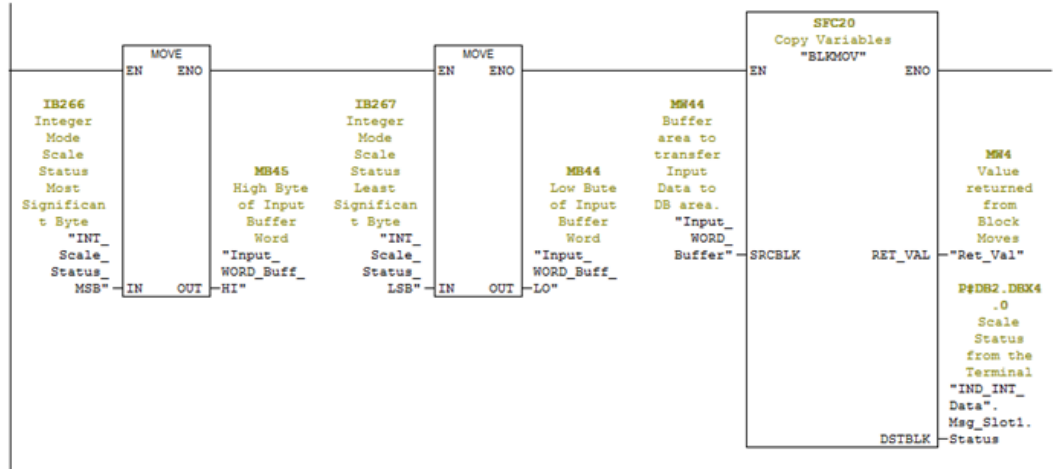 MOVE
EN ENO
IB266
Integer
Mode
Scale
Status
Most
Significan
t Byte
"INT_
Scale_
Status_
MSB"
IN OUT
MB45
High Byte
of Input
Buffer
Word
"Input_
WORD_Buff_
HI"
MOVE
EN ENO
IB267
Integer
Mode
Scale
Status
Least
Significan
t Byte
"INT_
Scale_
Status_
LSB"
IN OUT
MB44
Low Bute
of Input
Buffer
Word
"Input_
WORD_Buff_
LO"
SFC20
Copy Variables
"BLKMOV"
EN ENO
MW44
Buffer
area to
transfer
Input
Data to
DB area.
"Input_
WORD_
Buffer"
SRCBLK RET_VAL
MW4
Value
returned
from
Block
Moves
"Ret_Val"
P#DB2.DBX4
.0
Scale
Status
from the
Terminal
"IND_INT_
Data".
Msg_Slot1.
Status
DSTBLK